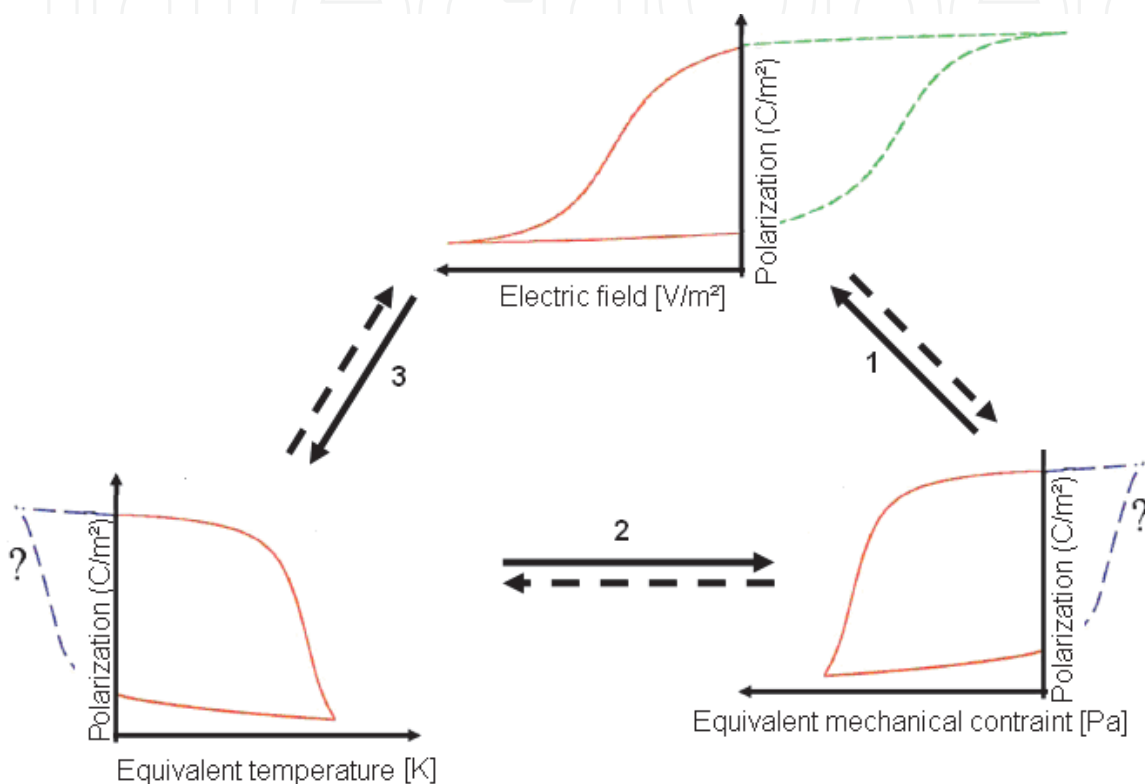 Polarization (C/m²)
Electric field [V/m²]
3
1
2
?
Polarization (C/m²)
Equivalent temperature [K]
?
Polarization (C/m²)
Equivalent mechanical contraint [Pa]